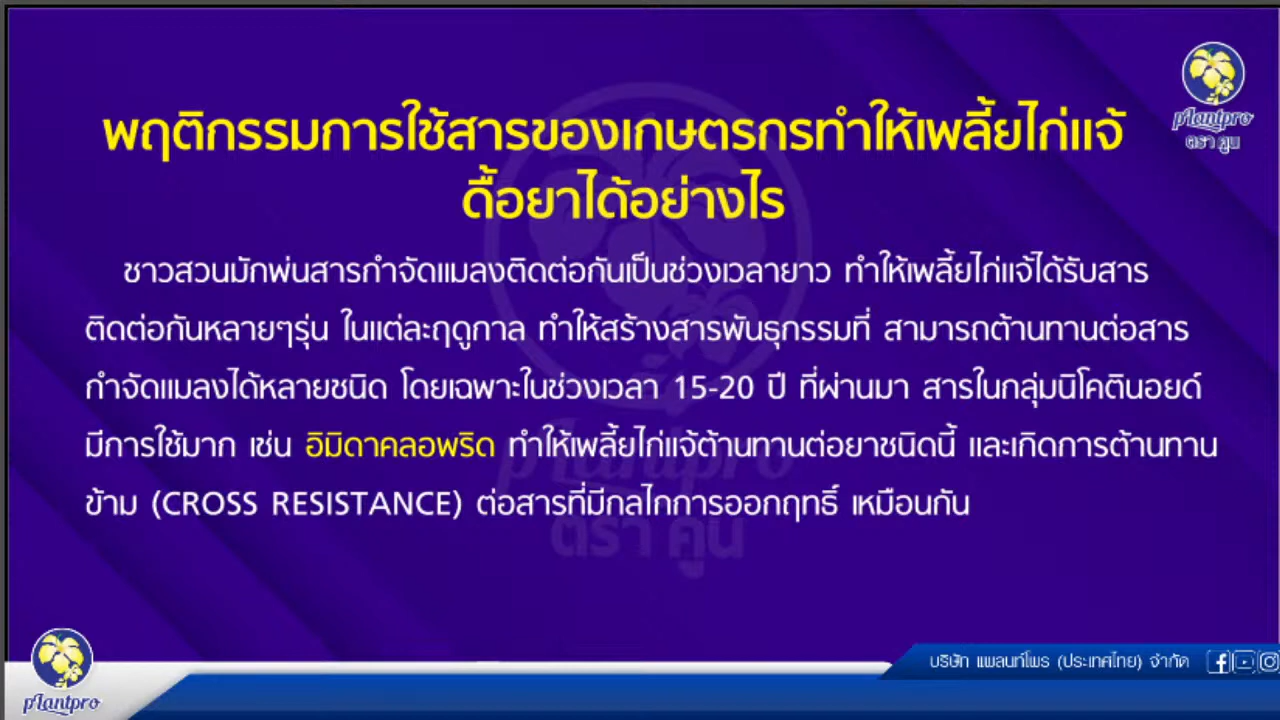 พฤติกรรมการใช้สารของเกษตรกรทำให้เพลี้ยไก่แจ้
ดื้อยาได้อย่างไร
plantpro
ตรา คูน
ชาวสวนมักพ่นสารกำจัดแมลงติดต่อกันเป็นช่วงเวลายาว ทำให้เพลี้ยไก่แจ้ได้รับสาร
ติดต่อกันหลายๆรุ่น ในแต่ละฤดูกาล ทำให้สร้างสารพันธุกรรมที่ สามารถต้านทานต่อสาร
กำจัดแมลงได้หลายชนิด โดยเฉพาะในช่วงเวลา 15-20 ปี ที่ผ่านมา สารในกลุ่มนิโคตินอยด์
มีการใช้มาก เช่น อิมิดาคลอพริด ทำให้เพลี้ยไก่แจ้ต้านทานต่อยาชนิดนี้ และเกิดการต้านทาน
ข้าม (CROSS RESISTANCE) ต่อสารที่มีกลไกการออกฤทธิ์ เหมือนกัน
plantpro
ตรา คูน
plantpro
บริษัท แพลนท์โพร (ประเทศไทย) จำกัด